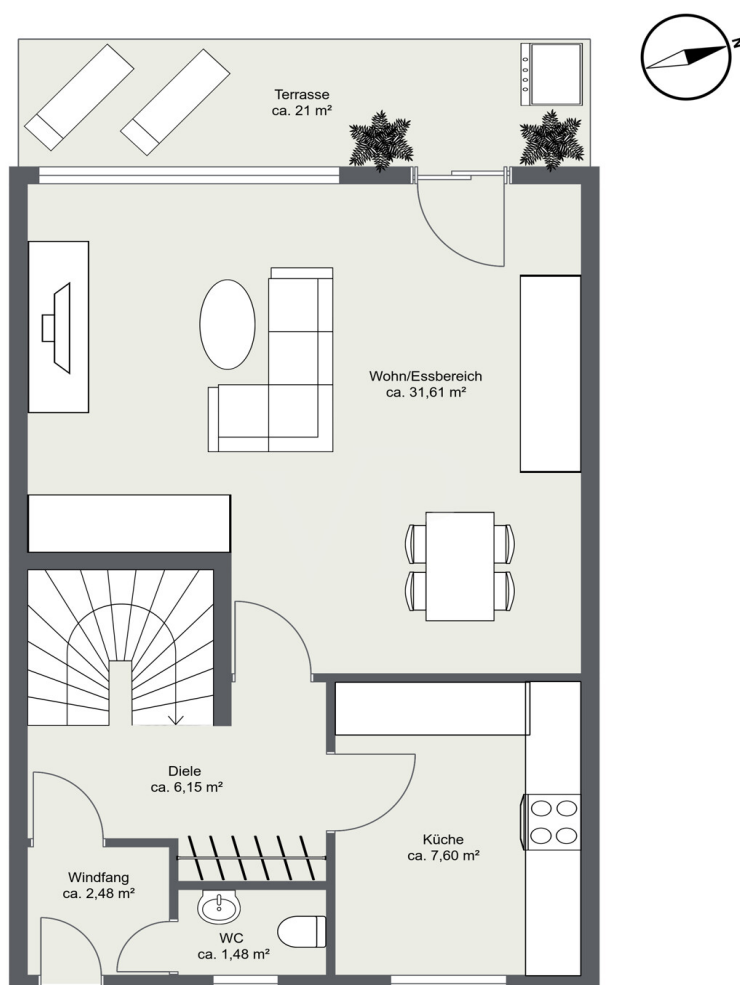 N
Terrasse
ca. 21 m²
Wohn/Essbereich
ca. 31,61 m²
Diele
ca. 6,15 m²
Küche
ca. 7,60 m²
Windfang
ca. 2,48 m²
WC
ca. 1,48 m²